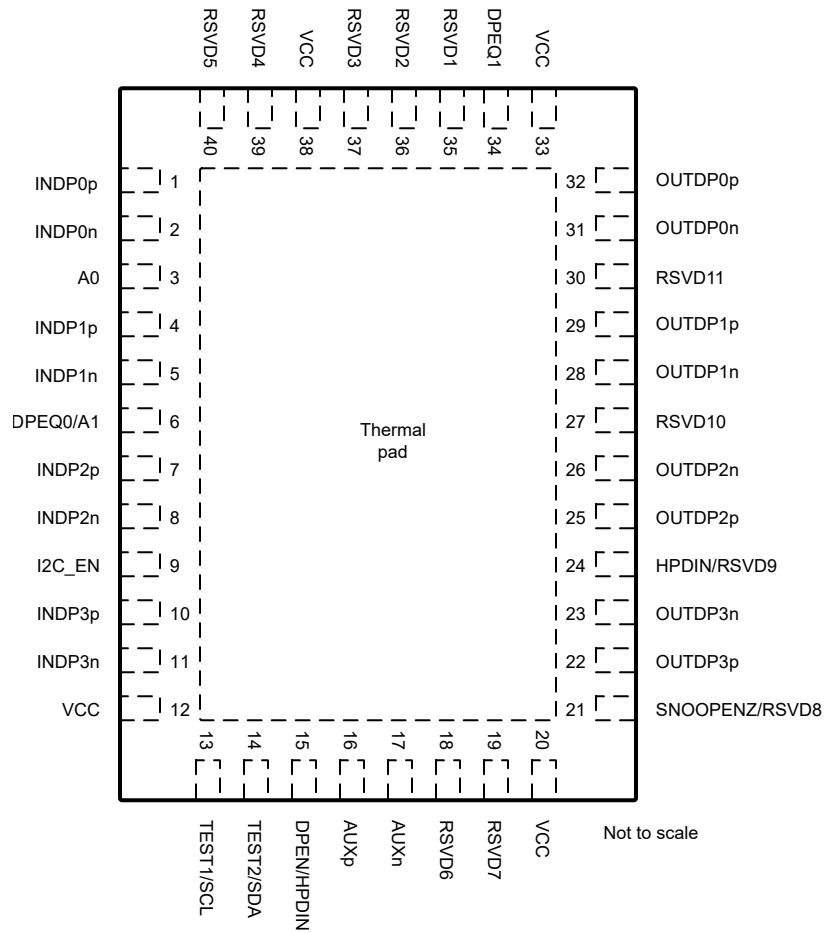 RSVD5
RSVD4
VCC
RSVD3
RSVD2
RSVD1
DPEQ1
VCC
40
39
38
37
36
35
34
33
INDP0p 1
INDP0n 2
A0 3
INDP1p 4
INDP1n 5
DPEQ0/A1 6
INDP2p 7
INDP2n 8
I2C_EN 9
INDP3p 10
INDP3n 11
VCC 12
Thermal
pad
32 OUTDP0p
31 OUTDP0n
30 RSVD11
29 OUTDP1p
28 OUTDP1n
27 RSVD10
26 OUTDP2n
25 OUTDP2p
24 HPDIN/RSVD9
23 OUTDP3n
22 OUTDP3p
21 SNOOPENZ/RSVD8
13
14
15
16
17
18
19
20
TEST1/SCL
TEST2/SDA
DPEN/HPDIN
AUXp
AUXn
RSVD6
RSVD7
VCC
Not to scale